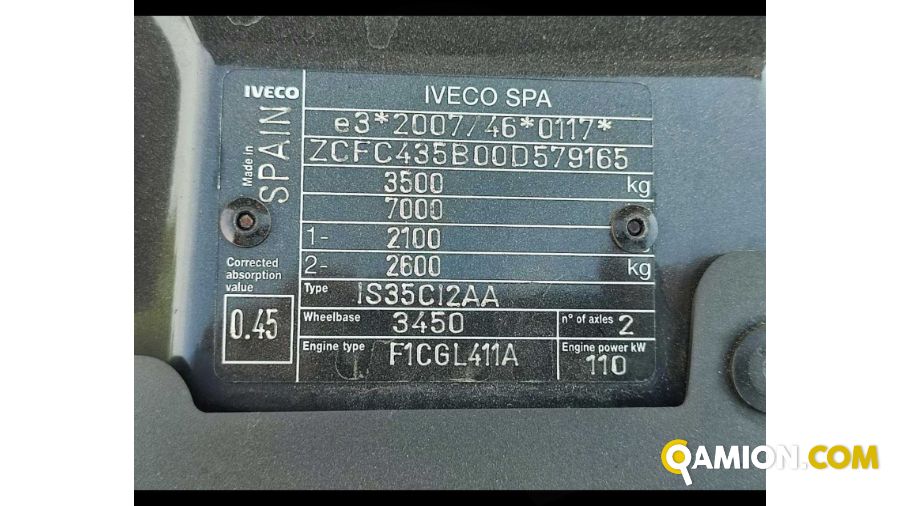 IVECO
IVECO SPA
Made in
SPAIN
e3*2007/46*0117*
ZCFC435B00D579165
3500 kg
7000
1- 2100
2- 2600 kg
Corrected
absorption
value
0.45
Type IS35CI2AA
Wheelbase 3450 n° of axles 2
Engine type F1CGL411A Engine power kW 110
QAMION.COM